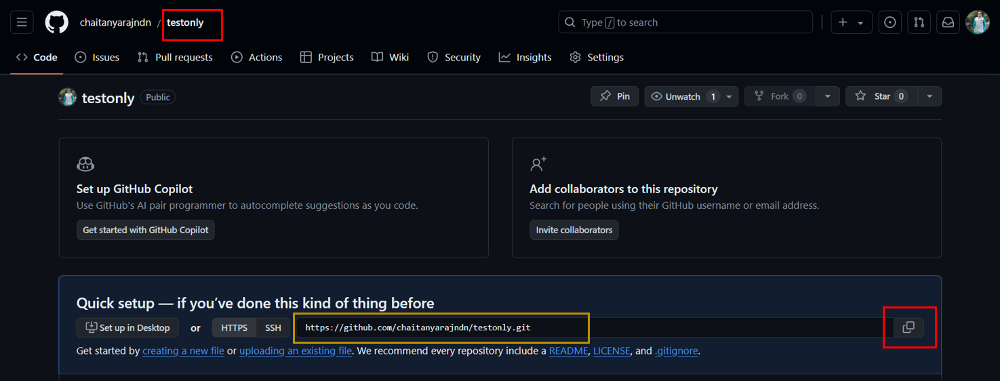 chaitanyarajndn / testonly
Type / to search
Code Issues Pull requests Actions Projects Wiki Security Insights Settings
testonly Public
Pin Unwatch 1 Fork 0 Star 0
Set up GitHub Copilot
Use GitHub's AI pair programmer to autocomplete suggestions as you code.
Get started with GitHub Copilot
Add collaborators to this repository
Search for people using their GitHub username or email address.
Invite collaborators
Quick setup — if you’ve done this kind of thing before
Set up in Desktop or HTTPS SSH https://github.com/chaitanyarajndn/testonly.git
Get started by creating a new file or uploading an existing file. We recommend every repository include a README, LICENSE, and .gitignore.